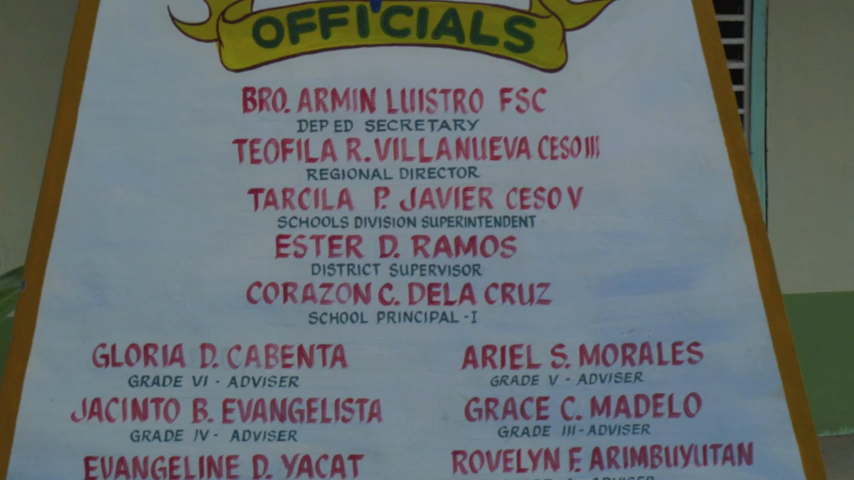 OFFICIALS
BRO. ARMIN LUISTRO FSC
DEP ED SECRETARY
TEOFILA R. VILLANUEVA CESO III
REGIONAL DIRECTOR
TARCILA P. JAVIER CESO V
SCHOOLS DIVISION SUPERINTENDENT
ESTER D. RAMOS
DISTRICT SUPERVISOR
CORAZON C. DELA CRUZ
SCHOOL PRINCIPAL - I
GLORIA D. CABENTA ARIEL S. MORALES
GRADE VI - ADVISER GRADE V - ADVISER
JACINTO B. EVANGELISTA GRACE C. MADELO
GRADE IV - ADVISER GRADE III - ADVISER
EVANGELINE D. YACAT ROVELYN F. ARIMBUYUTAN